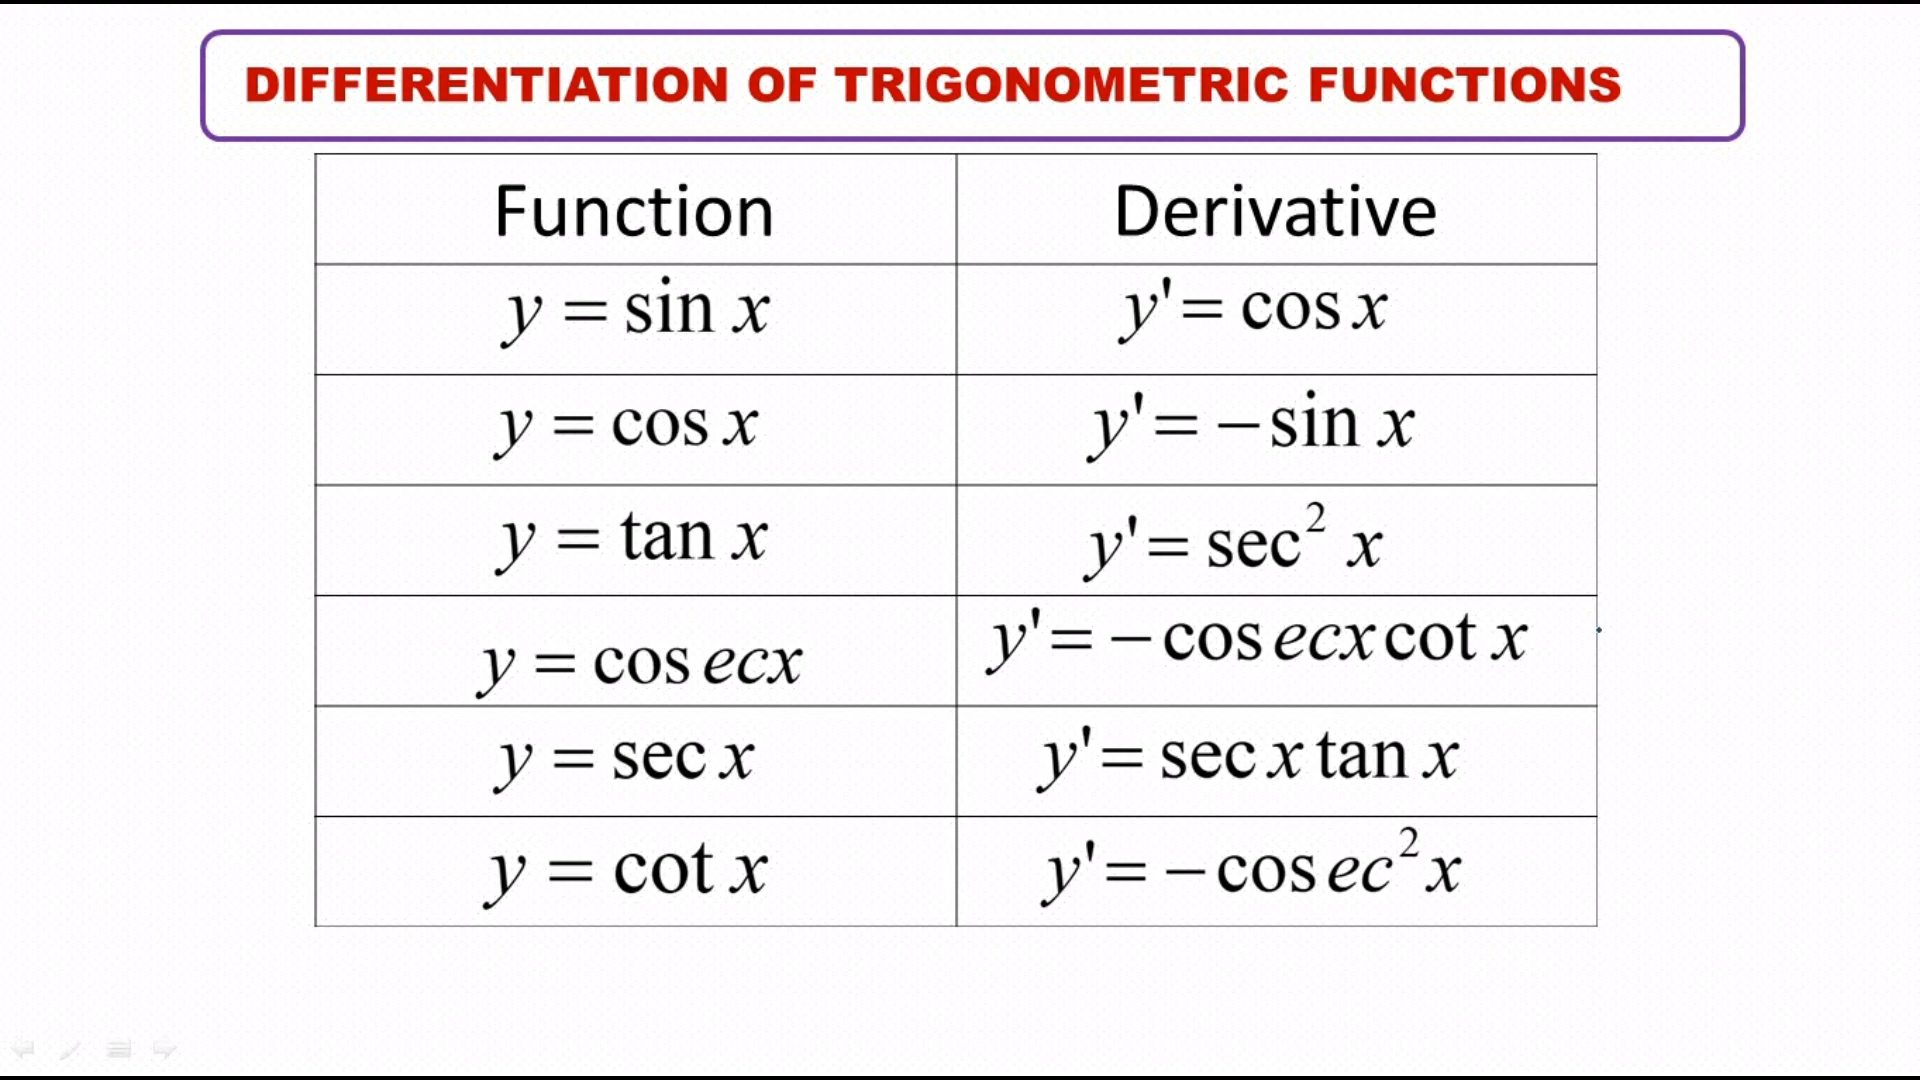 DIFFERENTIATION OF TRIGONOMETRIC FUNCTIONS
Function Derivative
y = sin x y' = cos x
y = cos x y' = − sin x
y = tan x y' = sec² x
y = cos ecx y' = − cos ecx cot x
y = sec x y' = sec x tan x
y = cot x y' = − cos ec² x